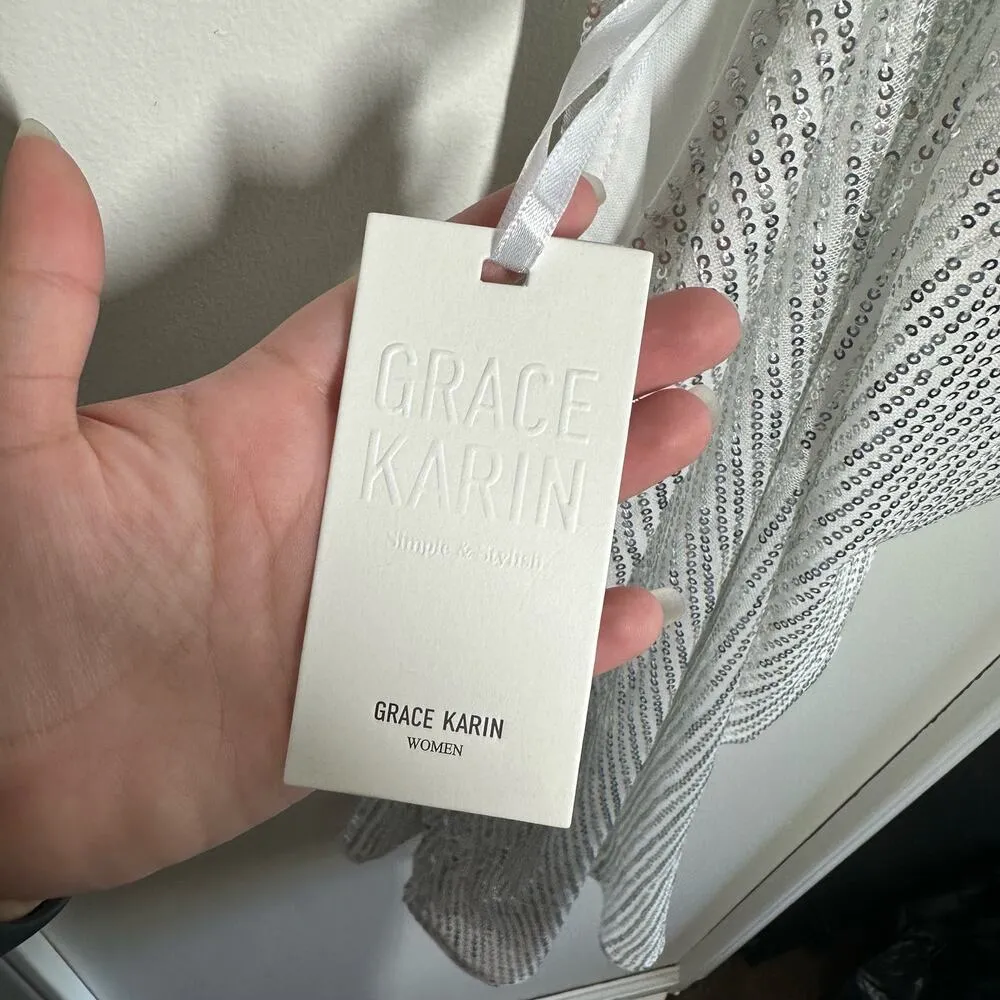 GRACE
KARIN
Simple & Stylish
GRACE KARIN
WOMEN